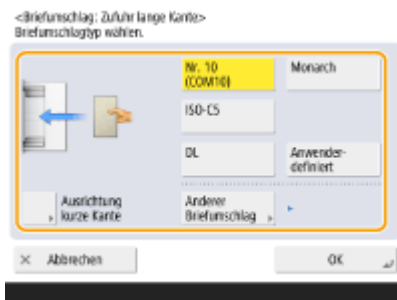 <Briefumschlag: Zufuhr lange Kante>
Briefumschlagtyp wählen.
Nr. 10
(COM10)
Monarch
ISO-C5
DL
Anwender-
definiert
Ausrichtung
kurze Kante
Anderer
Briefumschlag
Abbrechen
OK